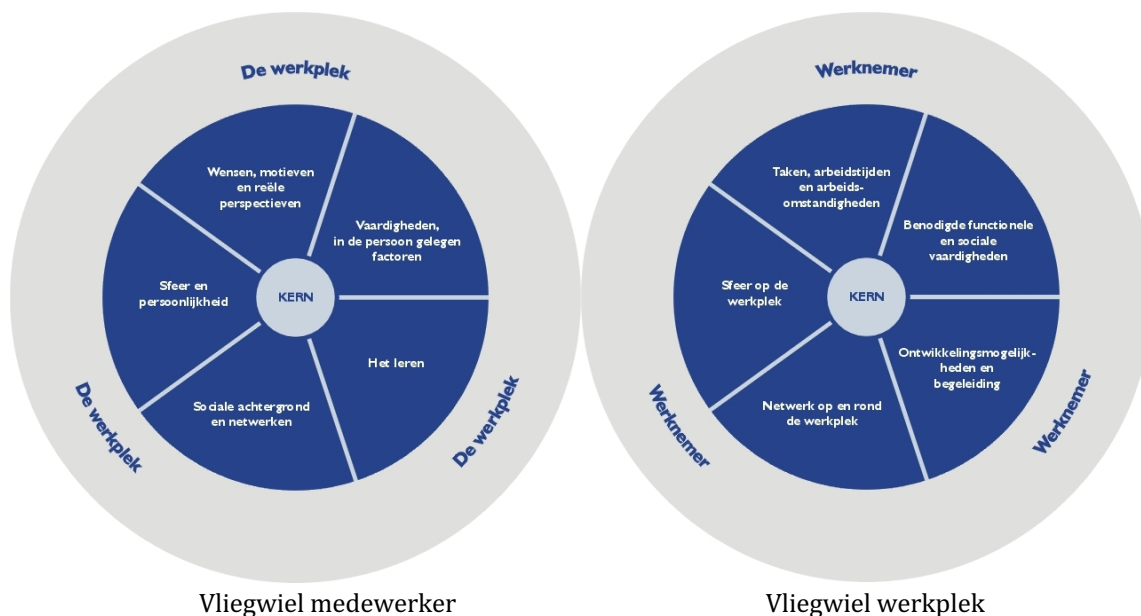 De werkplek
Wensen, motieven
en reële
perspectieven
Vaardigheden,
in de persoon gelegen
factoren
Sfeer en
persoonlijkheid
KERN
Het leren
Sociale achtergrond
en netwerken
De werkplek
De werkplek
Vliegwiel medewerker
Werknemer
Taken, arbeidstijden
en arbeids-
omstandigheden
Benodigde functionele
en sociale
vaardigheden
Sfeer op de
werkplek
KERN
Ontwikkelingsmogelijk-
heden en
begeleiding
Netwerk op en rond
de werkplek
Werknemer
Werknemer
Vliegwiel werkplek